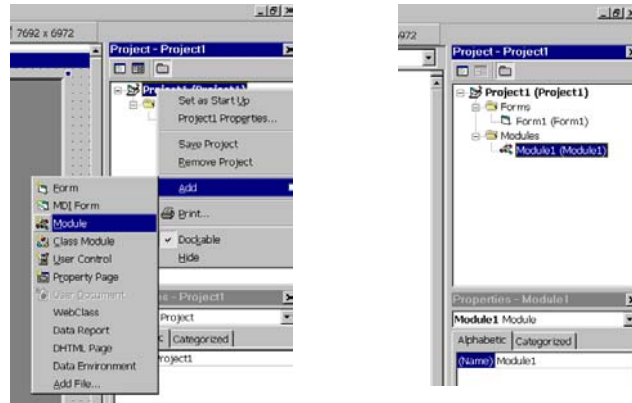 7692 x 6972
Project - Project1
Project1 (Project1)
Set as Start Up
Project1 Properties...
Save Project
Remove Project
Add
Print...
Dockable
Hide
Form
MDI Form
Module
Class Module
User Control
Property Page
User Document
WebClass
Data Report
DHTML Page
Data Environment
Add File...
- Project1
Project
Categorized
roject1
6972
Project - Project1
Project1 (Project1)
Forms
Form1 (Form1)
Modules
Module1 (Module1)
Properties - Module1
Module1 Module
Alphabetic Categorized
(Name) Module1